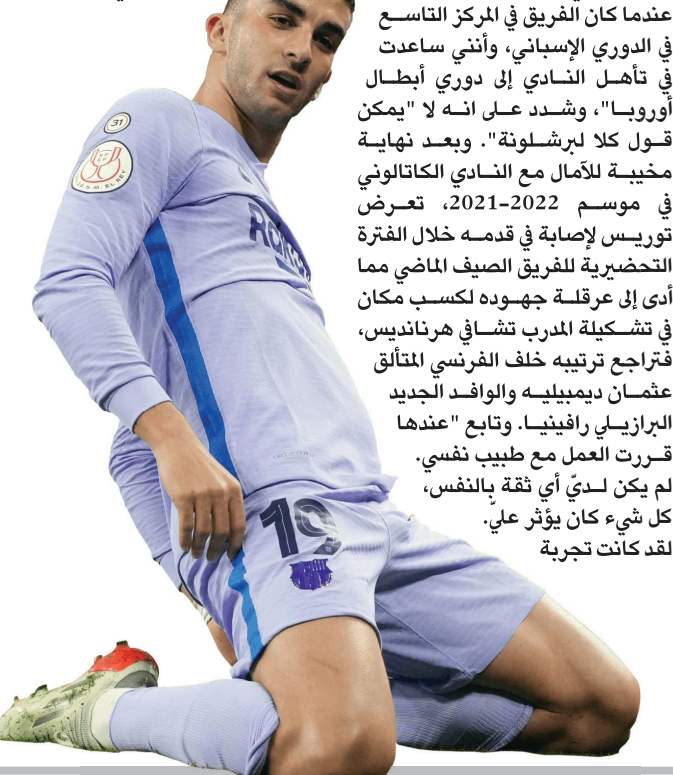 عندما كان الفريق في المركز التاسع
في الدوري الإسباني، وأنني ساعدت
في تأهل النادي إلى دوري أبطال
أوروبا"، وشدد على انه لا "يمكن
قول كلا لبرشلونة". وبعد نهاية
مخيبة للآمال مع النادي الكاتالوني
في موسم 2022-2021، تعرض
توريس لإصابة في قدمه خلال الفترة
التحضيرية للفريق الصيف الماضي مما
أدى إلى عرقلة جهوده لكسب مكان
في تشكيلة المدرب تشافي هرنانديس،
فتراجع ترتيبه خلف الفرنسي المتألق
عثمان ديمبيليه والوافد الجديد
البرازيلي رافينيا. وتابع "عندها
قررت العمل مع طبيب نفسي.
لم يكن لديّ أي ثقة بالنفس،
كل شيء كان يؤثر عليّ.
لقد كانت تجربة
31
19